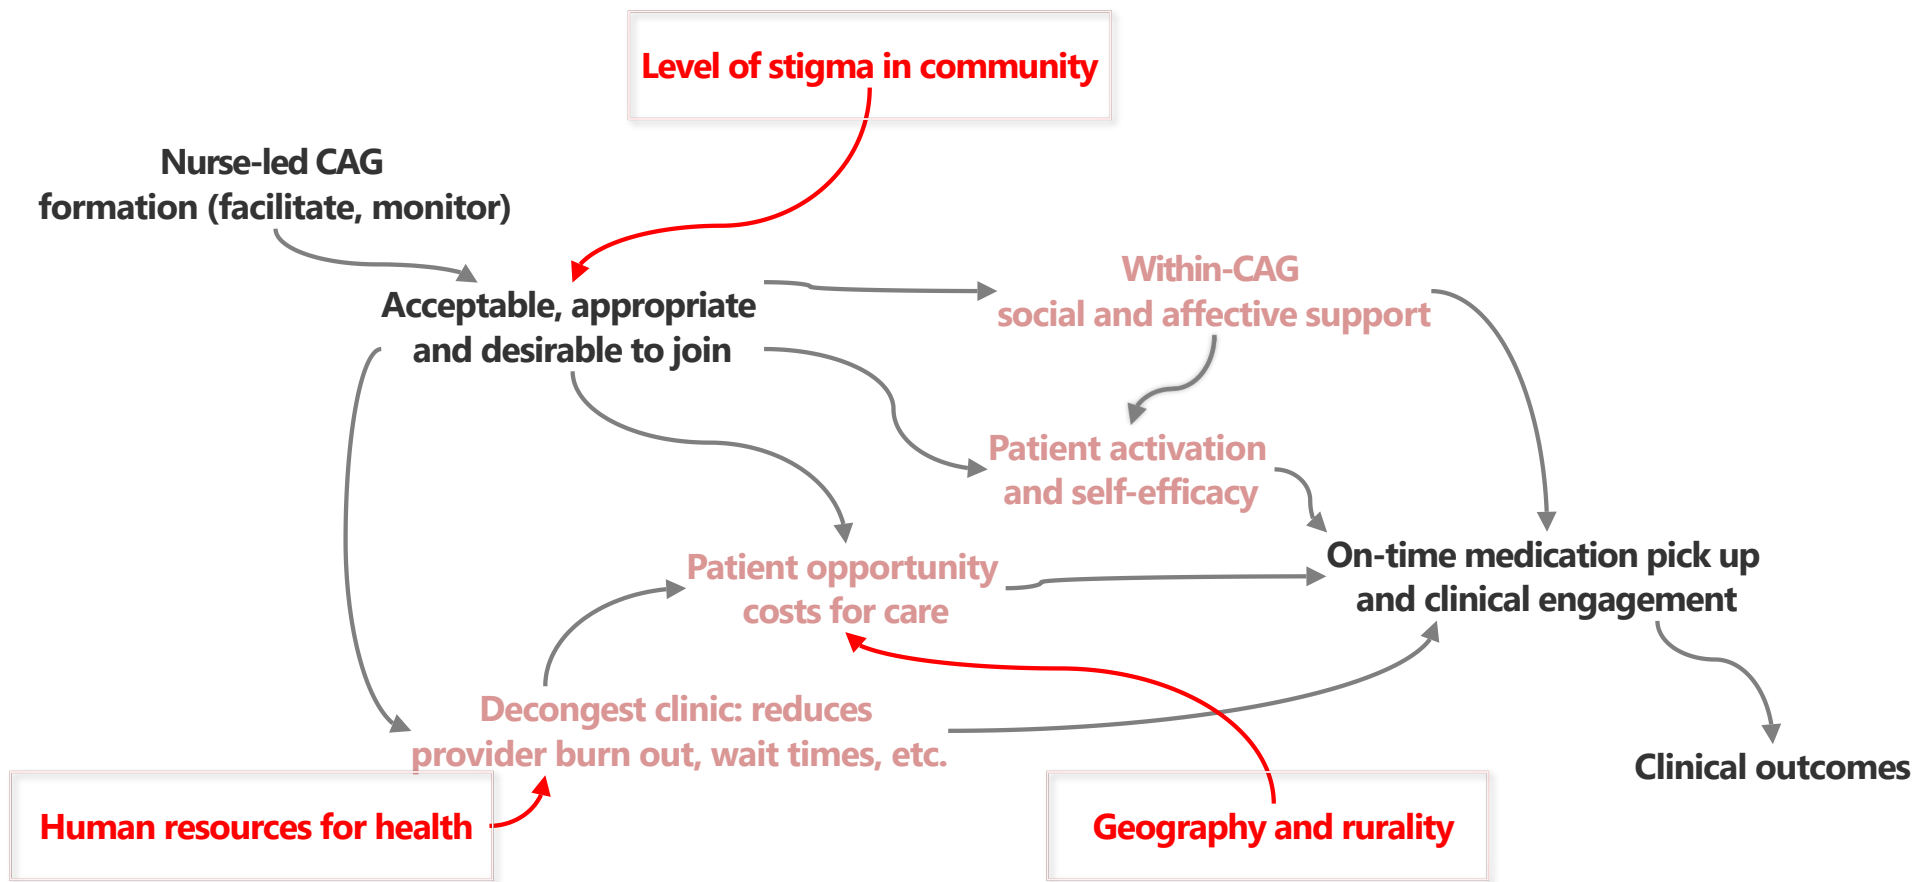 Level of stigma in community
Nurse-led CAG
formation (facilitate, monitor)
Acceptable, appropriate
and desirable to join
Within-CAG
social and affective support
Patient activation
and self-efficacy
Patient opportunity
costs for care
On-time medication pick up
and clinical engagement
Decongest clinic: reduces
provider burn out, wait times, etc.
Clinical outcomes
Human resources for health
Geography and rurality